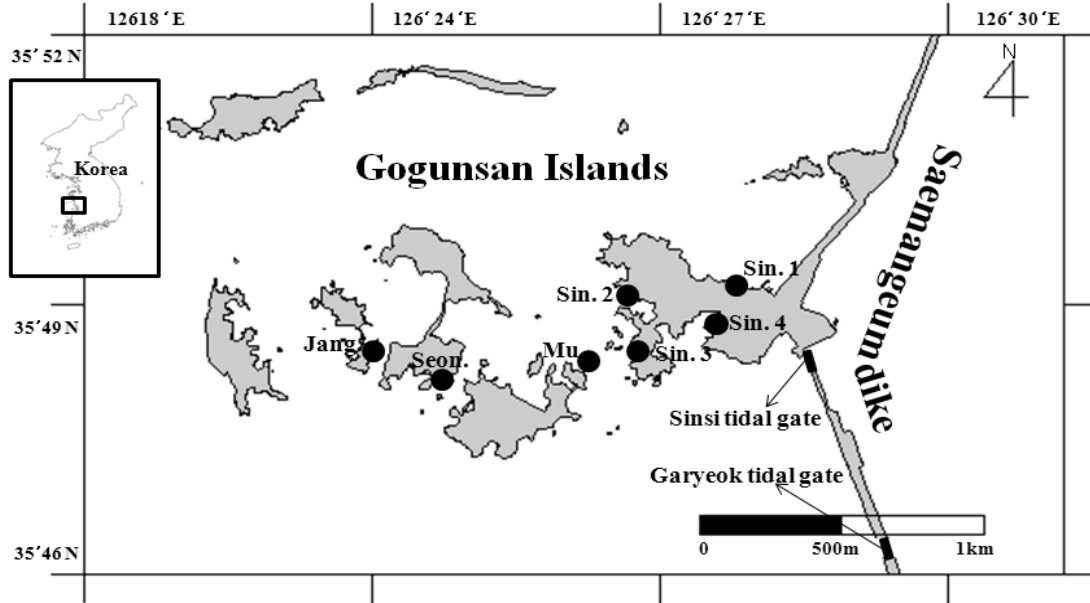 12618 ´E 126´24 ´E 126´27 ´E 126´30 ´E
35´52 N
N
Korea
Gogunsan Islands
Saemangeum dike
Sin. 1
Sin. 2
35´49 N
Sin. 4
Jang.
Seon.
Mu.
Sin. 3
Sinsi tidal gate
Garyeok tidal gate
35´46 N
0 500m 1km